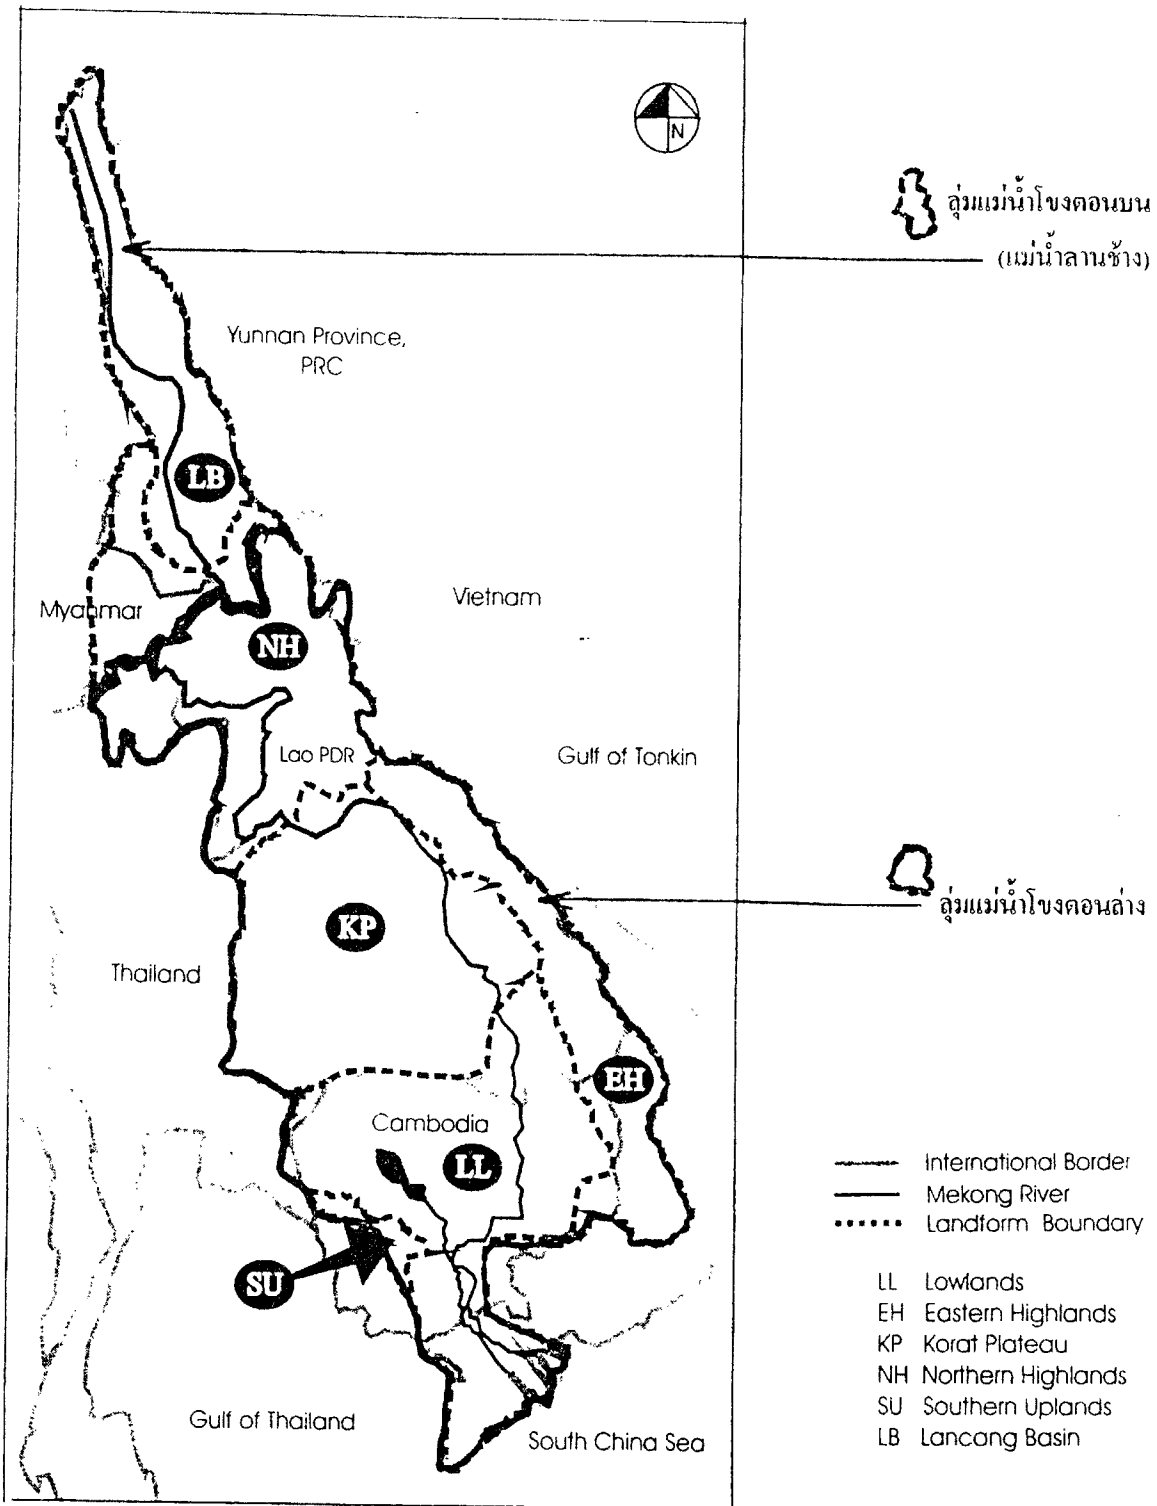 N
ลุ่มแม่น้ำโขงตอนบน
(แม่น้ำลานช้าง)
Yunnan Province,
PRC
LB
Myanmar
Vietnam
NH
Lao PDR
Gulf of Tonkin
ลุ่มแม่น้ำโขงตอนล่าง
KP
Thailand
EH
Cambodia
LL
SU
International Border
Mekong River
Landform Boundary
LL Lowlands
EH Eastern Highlands
KP Korat Plateau
NH Northern Highlands
SU Southern Uplands
LB Lancang Basin
Gulf of Thailand
South China Sea